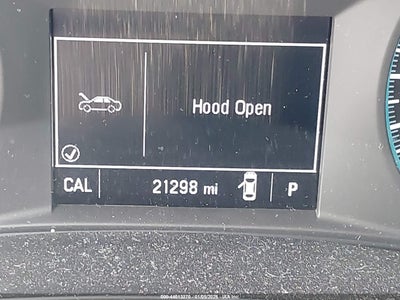 Hood Open
CAL 21298 mi P